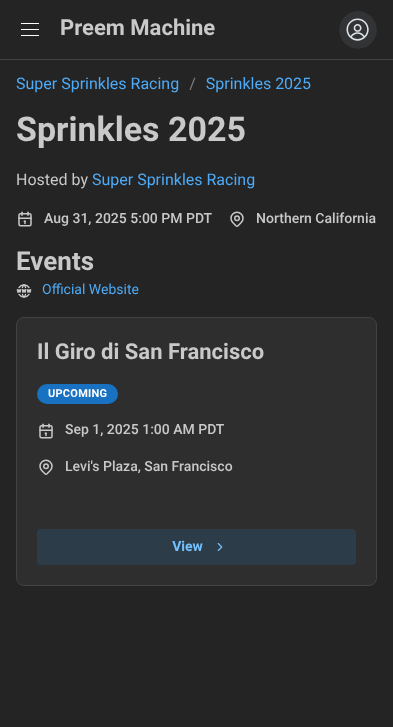 Preem Machine
Super Sprinkles Racing / Sprinkles 2025
Sprinkles 2025
Hosted by Super Sprinkles Racing
Aug 31, 2025 5:00 PM PDT Northern California
Events
Official Website
Il Giro di San Francisco
UPCOMING
Sep 1, 2025 1:00 AM PDT
Levi's Plaza, San Francisco
View